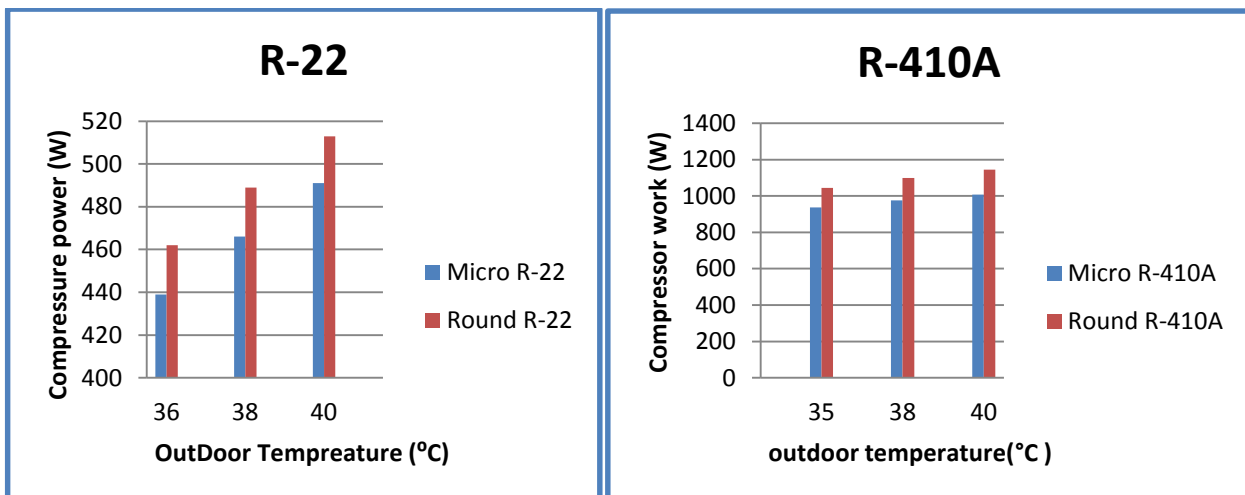 R-22
Compressure power (W)
520
500
480
460
440
420
400
36 38 40
OutDoor Tempreature (⁰C)
Micro R-22
Round R-22
R-410A
Compressor work (W)
1400
1200
1000
800
600
400
200
0
35 38 40
outdoor temperature(°C )
Micro R-410A
Round R-410A